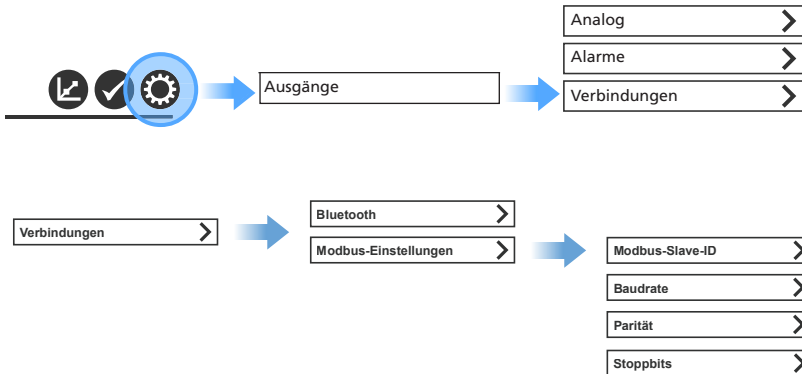 Analog
Alarme
Ausgänge
Verbindungen
Bluetooth
Verbindungen
Modbus-Einstellungen
Modbus-Slave-ID
Baudrate
Parität
Stoppbits